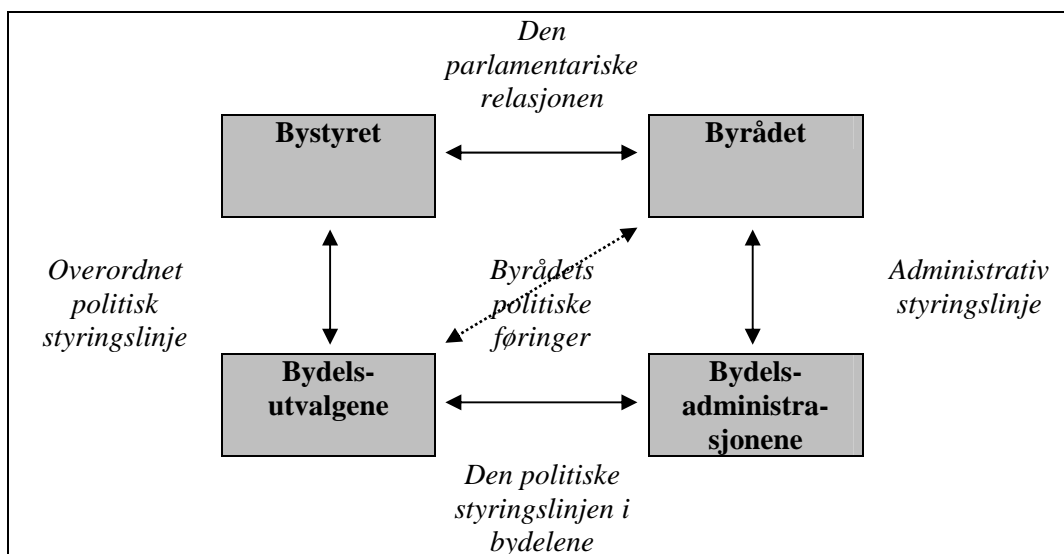 Den
parlamentariske
relasjonen
Bystyret
Byrådet
Overordnet
politisk
styringslinje
Byrådets
politiske
føringer
Administrativ
styringslinje
Bydels-
utvalgene
Bydels-
administra-
sjonene
Den politiske
styringslinjen i
bydelene